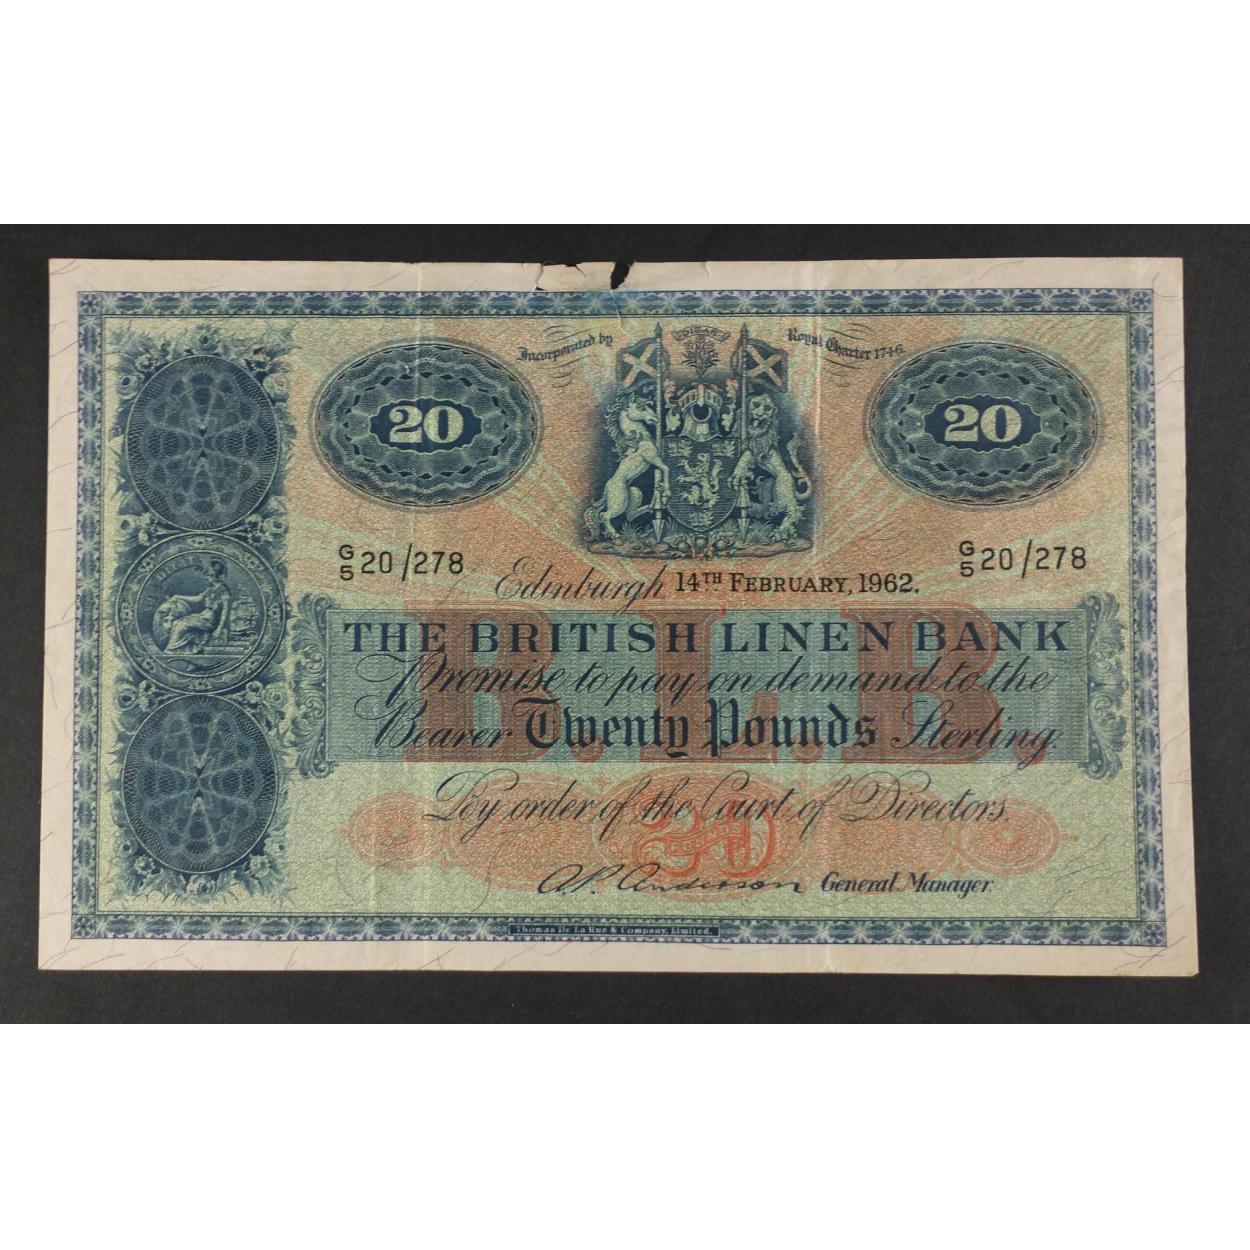 Incorporated by Royal Charter 1746.
20 20
G/5 20/278 G/5 20/278
Edinburgh 14TH FEBRUARY, 1962.
THE BRITISH LINEN BANK
Promise to pay on demand to the
Bearer Twenty Pounds Sterling.
B.L.B.
By order of the Court of Directors.
20
A.P. Anderson General Manager.
Thomas De La Rue & Company, Limited.